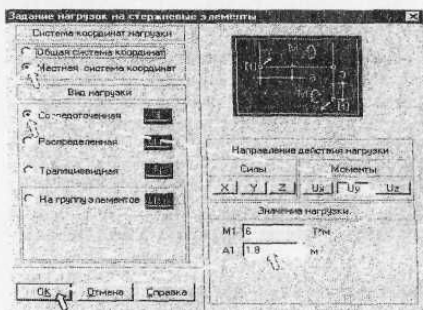 Задание нагрузок на стержневые элементы
Система координат нагрузки
Общая система координат
Местная система координат
Вид нагрузки
Сосредоточенная
Распределенная
Трапециевидная
На группу элементов
OK
Отмена
Справка
Направление действия нагрузки
Силы
Моменты
X Y Z
Ux Uy Uz
Значение нагрузки
M1 6 Т*м
A1 1.8 м